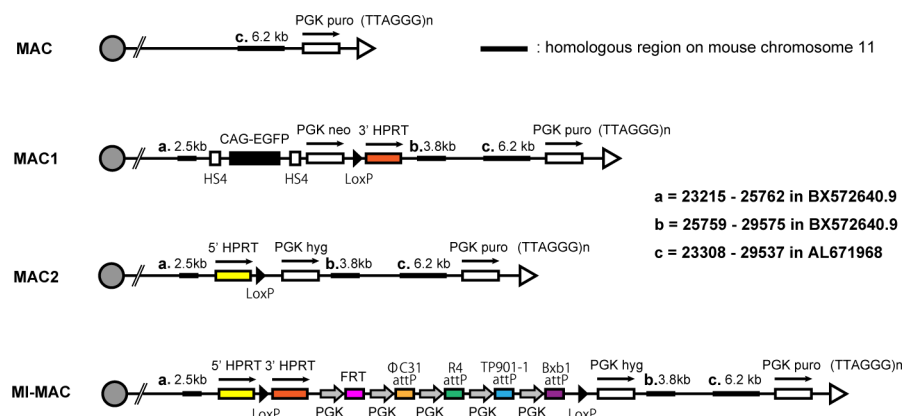 PGK puro (TTAGGG)n
MAC
c. 6.2 kb
: homologous region on mouse chromosome 11
PGK puro (TTAGGG)n
CAG-EGFP PGK neo 3' HPRT
MAC1
a. 2.5kb b. 3.8kb c. 6.2 kb
HS4 HS4 LoxP
a = 23215 - 25762 in BX572640.9
b = 25759 - 29575 in BX572640.9
c = 23308 - 29537 in AL671968
5' HPRT PGK hyg PGK puro (TTAGGG)n
MAC2
a. 2.5kb b. 3.8kb c. 6.2 kb
LoxP
5' HPRT 3' HPRT FRT ΦC31 attP R4 attP TP901-1 attP Bxb1 attP PGK hyg PGK puro (TTAGGG)n
MI-MAC
a. 2.5kb b. 3.8kb c. 6.2 kb
LoxP PGK PGK PGK PGK PGK LoxP